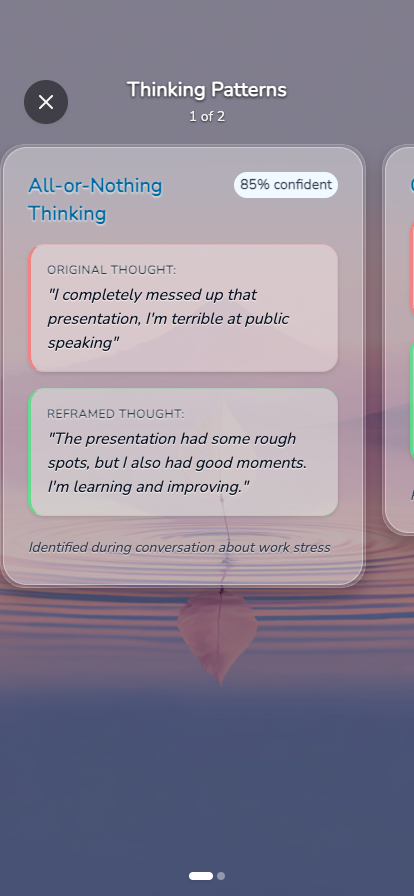 Thinking Patterns
1 of 2
All-or-Nothing
Thinking
85% confident
ORIGINAL THOUGHT:
"I completely messed up that
presentation, I'm terrible at public
speaking"
REFRAMED THOUGHT:
"The presentation had some rough
spots, but I also had good moments.
I'm learning and improving."
Identified during conversation about work stress